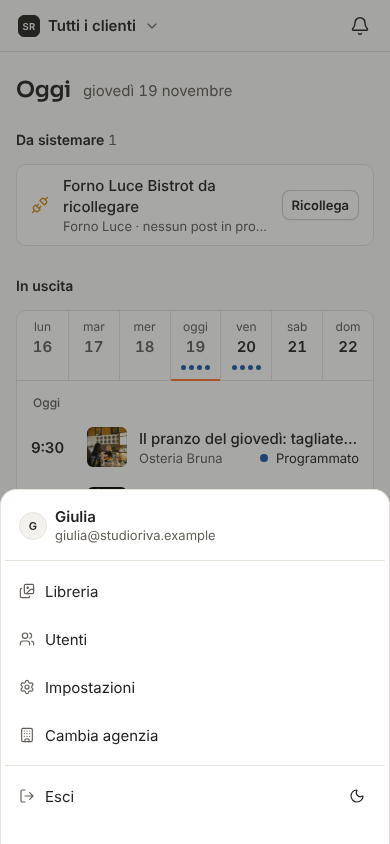 SR Tutti i clienti
Oggi giovedì 19 novembre
Da sistemare 1
Forno Luce Bistrot da
ricollegare
Forno Luce · nessun post in pro...
Ricollega
In uscita
lun mar mer oggi ven sab dom
16 17 18 19 20 21 22
Oggi
9:30
Il pranzo del giovedì: tagliate...
Osteria Bruna
Programmato
G
Giulia
giulia@studioriva.example
Libreria
Utenti
Impostazioni
Cambia agenzia
Esci